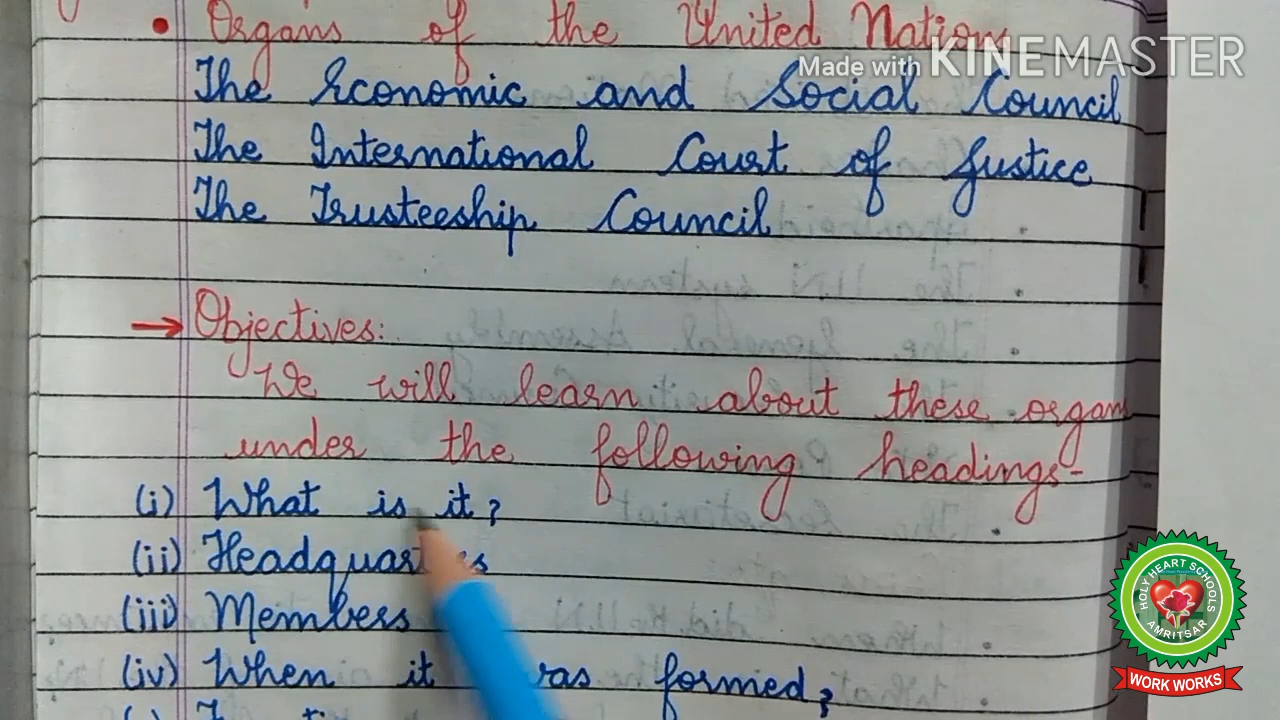 • Organs of the United Nations
Made with KINEMASTER
The Economic and Social Council
The International Court of Justice
The Trusteeship Council
→ Objectives:
We will learn about these organs
under the following headings-
(i) What is it?
(ii) Headquarters
(iii) Members
(iv) When it was formed?
HOLY HEART SCHOOLS
AMRITSAR
WORK WORKS